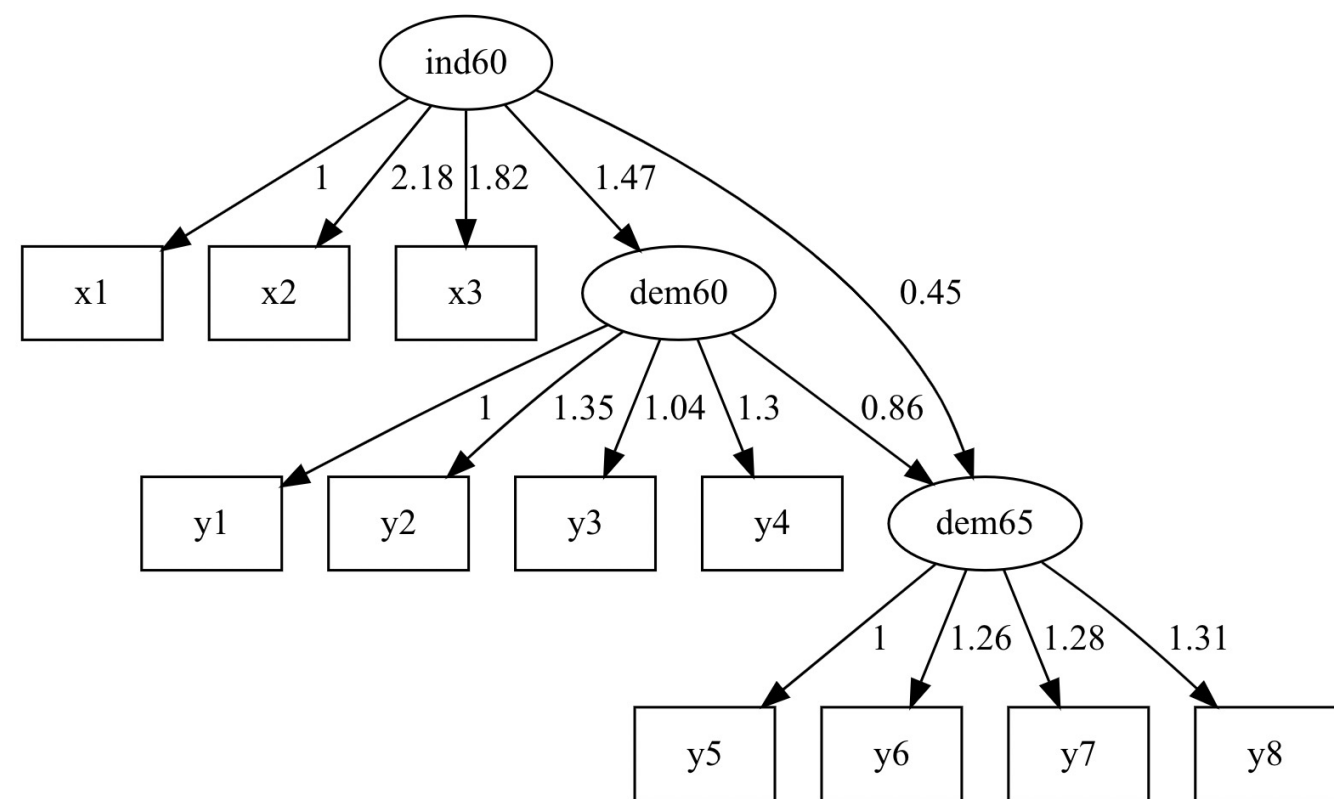 ind60
1 2.18 1.82 1.47
x1 x2 x3 dem60 0.45
1 1.35 1.04 1.3 0.86
y1 y2 y3 y4 dem65
1 1.26 1.28 1.31
y5 y6 y7 y8